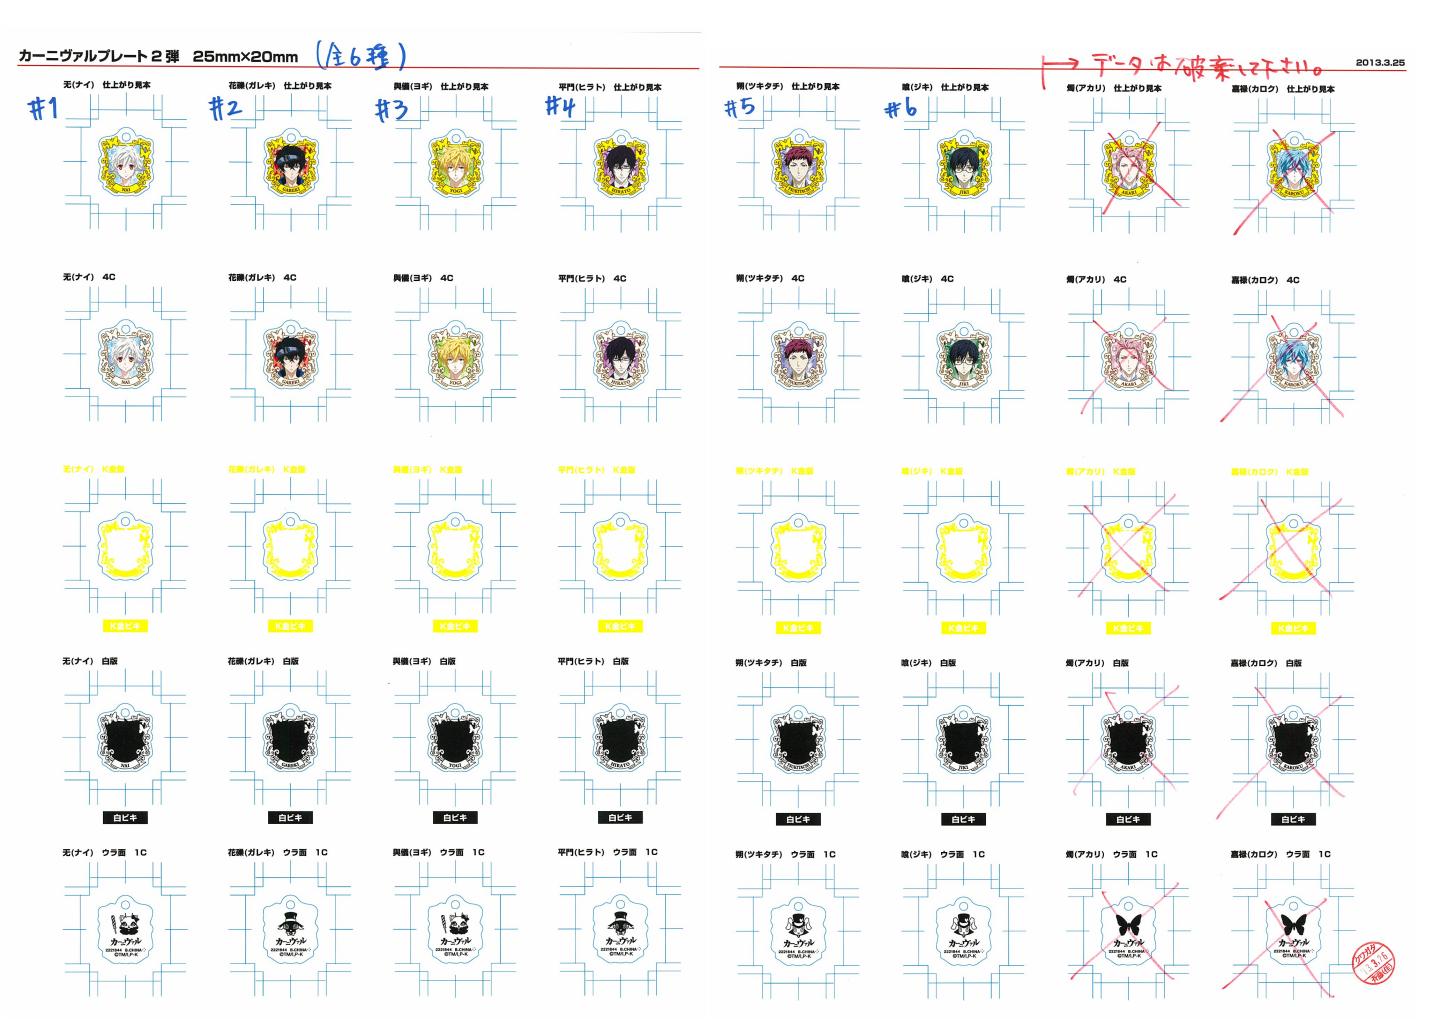 カーニヴァルプレート2弾 25mm×20mm (全6種)
データは破棄して下さい。
2013.3.25
无(ナイ) 仕上がり見本 花礫(ガレキ) 仕上がり見本 與儀(ヨギ) 仕上がり見本 平門(ヒラト) 仕上がり見本 朔(ツキタチ) 仕上がり見本 喰(ジキ) 仕上がり見本 燭(アカリ) 仕上がり見本 嘉禄(カロク) 仕上がり見本
#1 #2 #3 #4 #5 #6
NAI GAREKI YOGI HIRATO TSUKITACHI JIKI AKARI KAROKU
无(ナイ) 4C 花礫(ガレキ) 4C 與儀(ヨギ) 4C 平門(ヒラト) 4C 朔(ツキタチ) 4C 喰(ジキ) 4C 燭(アカリ) 4C 嘉禄(カロク) 4C
NAI GAREKI YOGI HIRATO TSUKITACHI JIKI AKARI KAROKU
无(ナイ) K金版 花礫(ガレキ) K金版 與儀(ヨギ) K金版 平門(ヒラト) K金版 朔(ツキタチ) K金版 喰(ジキ) K金版 燭(アカリ) K金版 嘉禄(カロク) K金版
K金ビキ K金ビキ K金ビキ K金ビキ K金ビキ K金ビキ K金ビキ K金ビキ
无(ナイ) 白版 花礫(ガレキ) 白版 與儀(ヨギ) 白版 平門(ヒラト) 白版 朔(ツキタチ) 白版 喰(ジキ) 白版 燭(アカリ) 白版 嘉禄(カロク) 白版
NAI GAREKI YOGI HIRATO TSUKITACHI JIKI AKARI KAROKU
白ビキ 白ビキ 白ビキ 白ビキ 白ビキ 白ビキ 白ビキ 白ビキ
无(ナイ) ウラ面 1C 花礫(ガレキ) ウラ面 1C 與儀(ヨギ) ウラ面 1C 平門(ヒラト) ウラ面 1C 朔(ツキタチ) ウラ面 1C 喰(ジキ) ウラ面 1C 燭(アカリ) ウラ面 1C 嘉禄(カロク) ウラ面 1C
カーニヴァル カーニヴァル カーニヴァル カーニヴァル カーニヴァル カーニヴァル カーニヴァル カーニヴァル
2221844 B.CHINA 2221844 B.CHINA 2221844 B.CHINA 2221844 B.CHINA 2221844 B.CHINA 2221844 B.CHINA 2221844 B.CHINA 2221844 B.CHINA
©TM/LP-K ©TM/LP-K ©TM/LP-K ©TM/LP-K ©TM/LP-K ©TM/LP-K ©TM/LP-K ©TM/LP-K